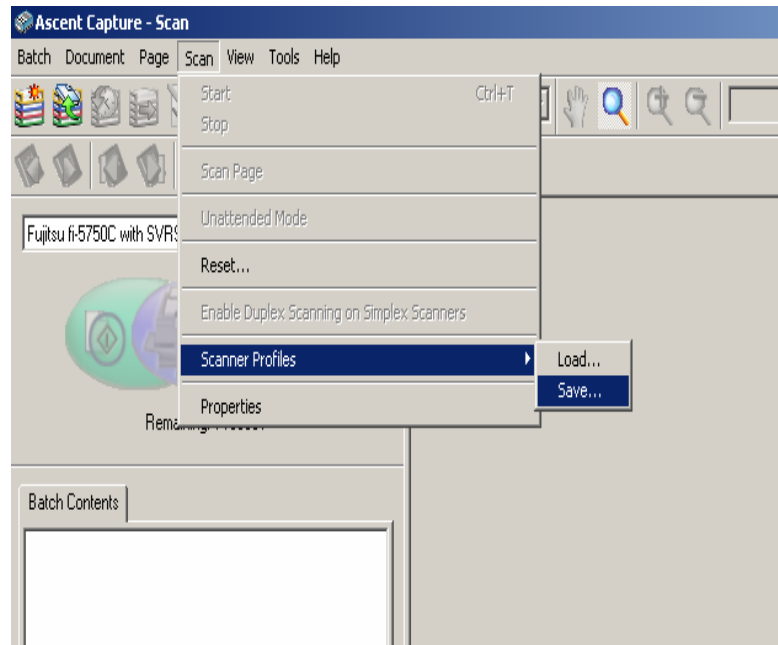 Ascent Capture - Scan
Batch Document Page Scan View Tools Help
Start Ctrl+T
Stop
Scan Page
Unattended Mode
Fujitsu fi-5750C with SVRS
Reset...
Enable Duplex Scanning on Simplex Scanners
Scanner Profiles
Load...
Save...
Properties
Batch Contents